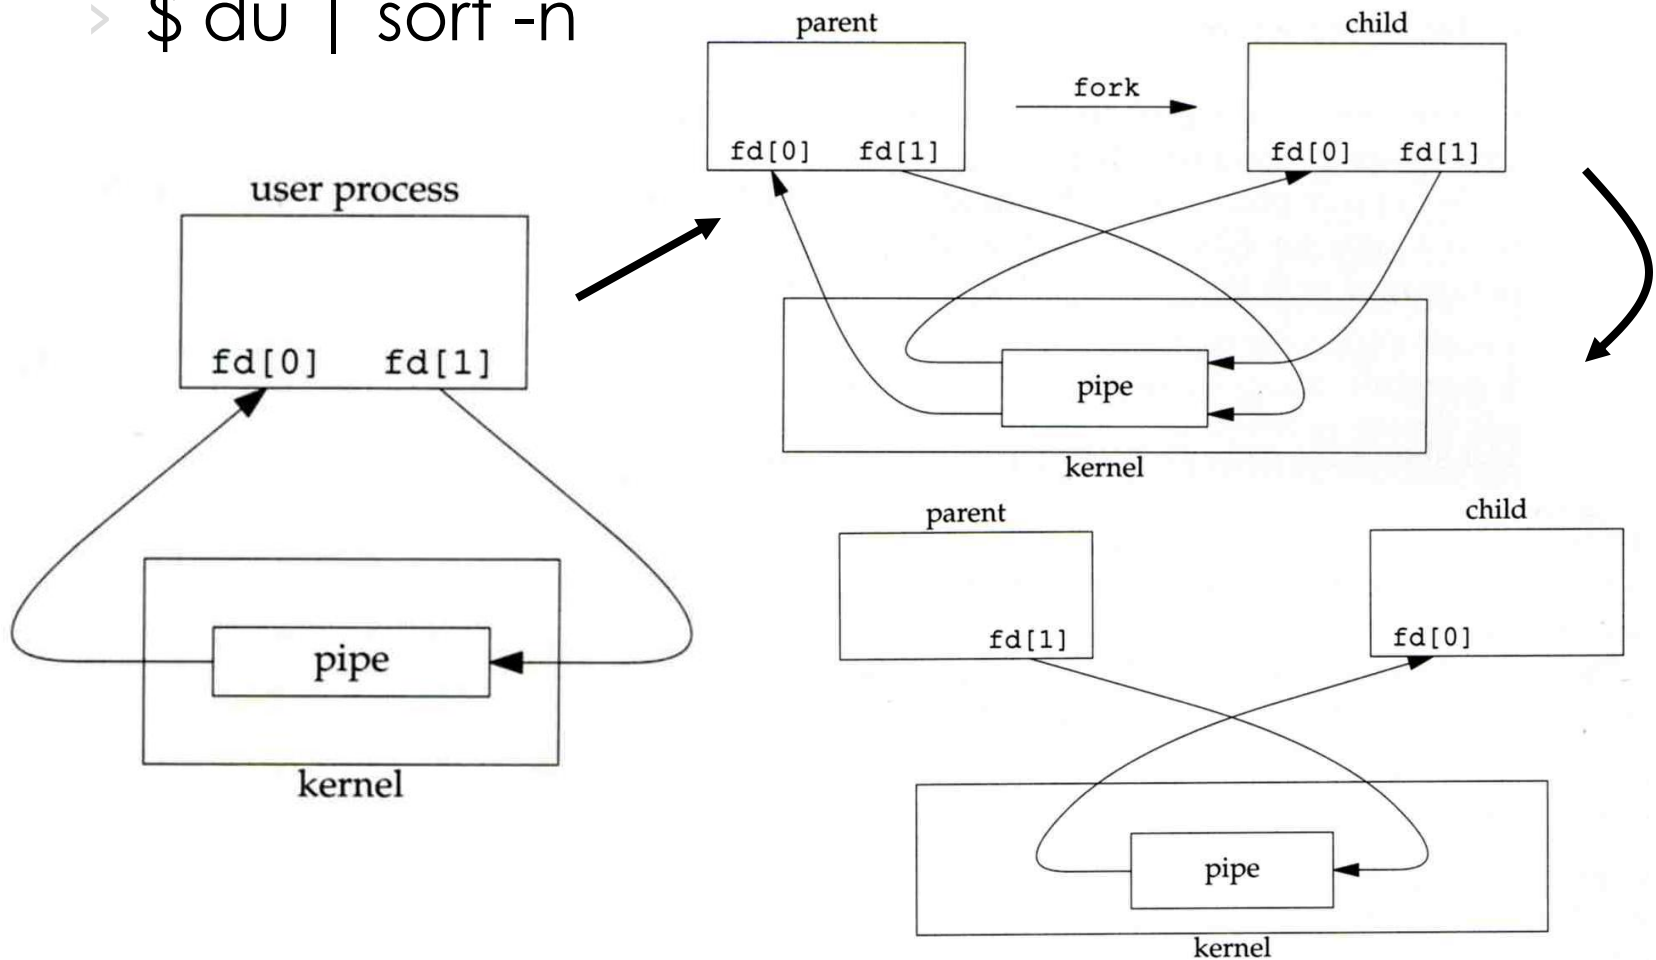 > $ du | sort -n
user process
fd[0] fd[1]
pipe
kernel
parent
child
fork
fd[0] fd[1]
fd[0] fd[1]
pipe
kernel
parent
child
fd[1]
fd[0]
pipe
kernel